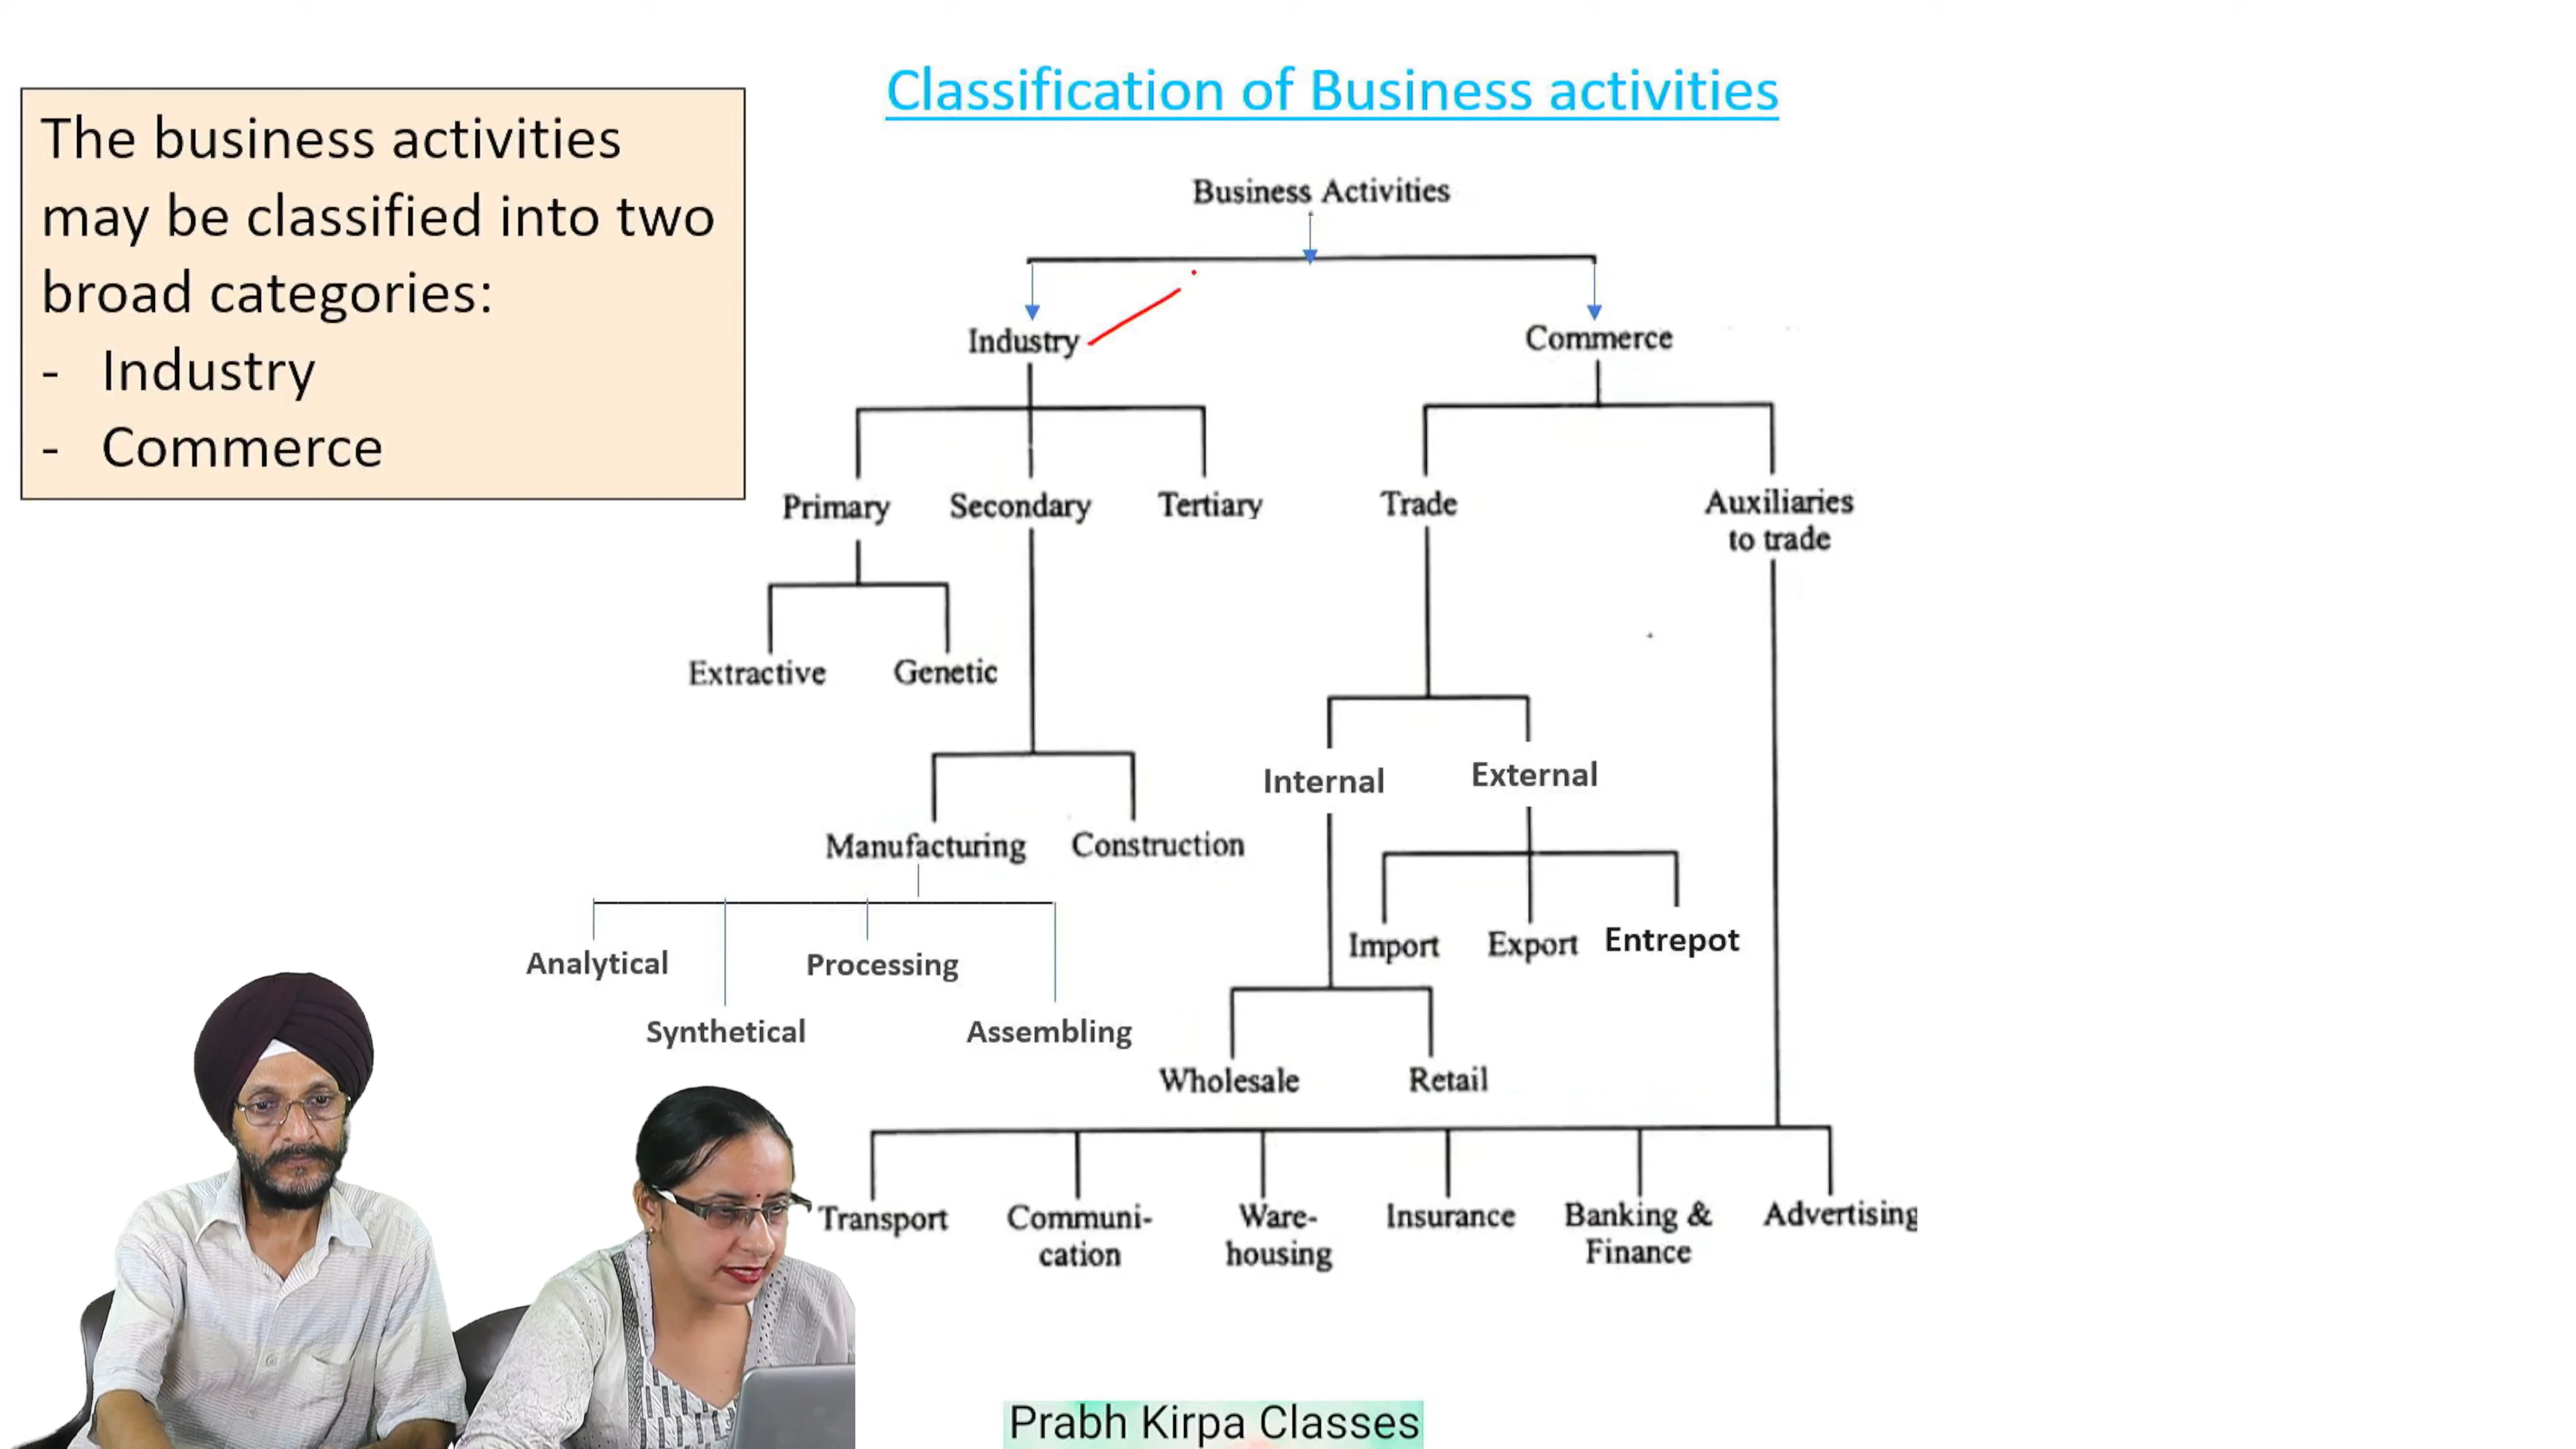 Classification of Business activities
The business activities
may be classified into two
broad categories:
- Industry
- Commerce
Business Activities
Industry
Commerce
Primary
Secondary
Tertiary
Trade
Auxiliaries
to trade
Extractive
Genetic
Internal
External
Manufacturing
Construction
Import
Export
Entrepot
Analytical
Processing
Synthetical
Assembling
Wholesale
Retail
Transport
Communi-
cation
Ware-
housing
Insurance
Banking &
Finance
Advertising
Prabh Kirpa Classes